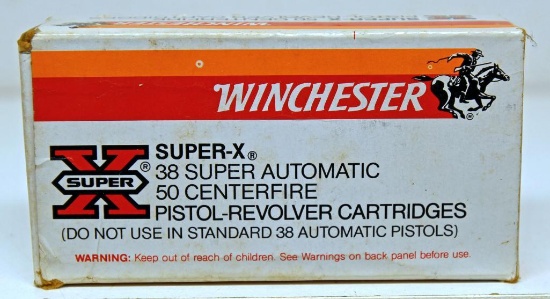 WINCHESTER®
SUPER-X®
X SUPER®
38 SUPER AUTOMATIC
50 CENTERFIRE
PISTOL-REVOLVER CARTRIDGES
(DO NOT USE IN STANDARD 38 AUTOMATIC PISTOLS)
WARNING: Keep out of reach of children. See Warnings on back panel before use.